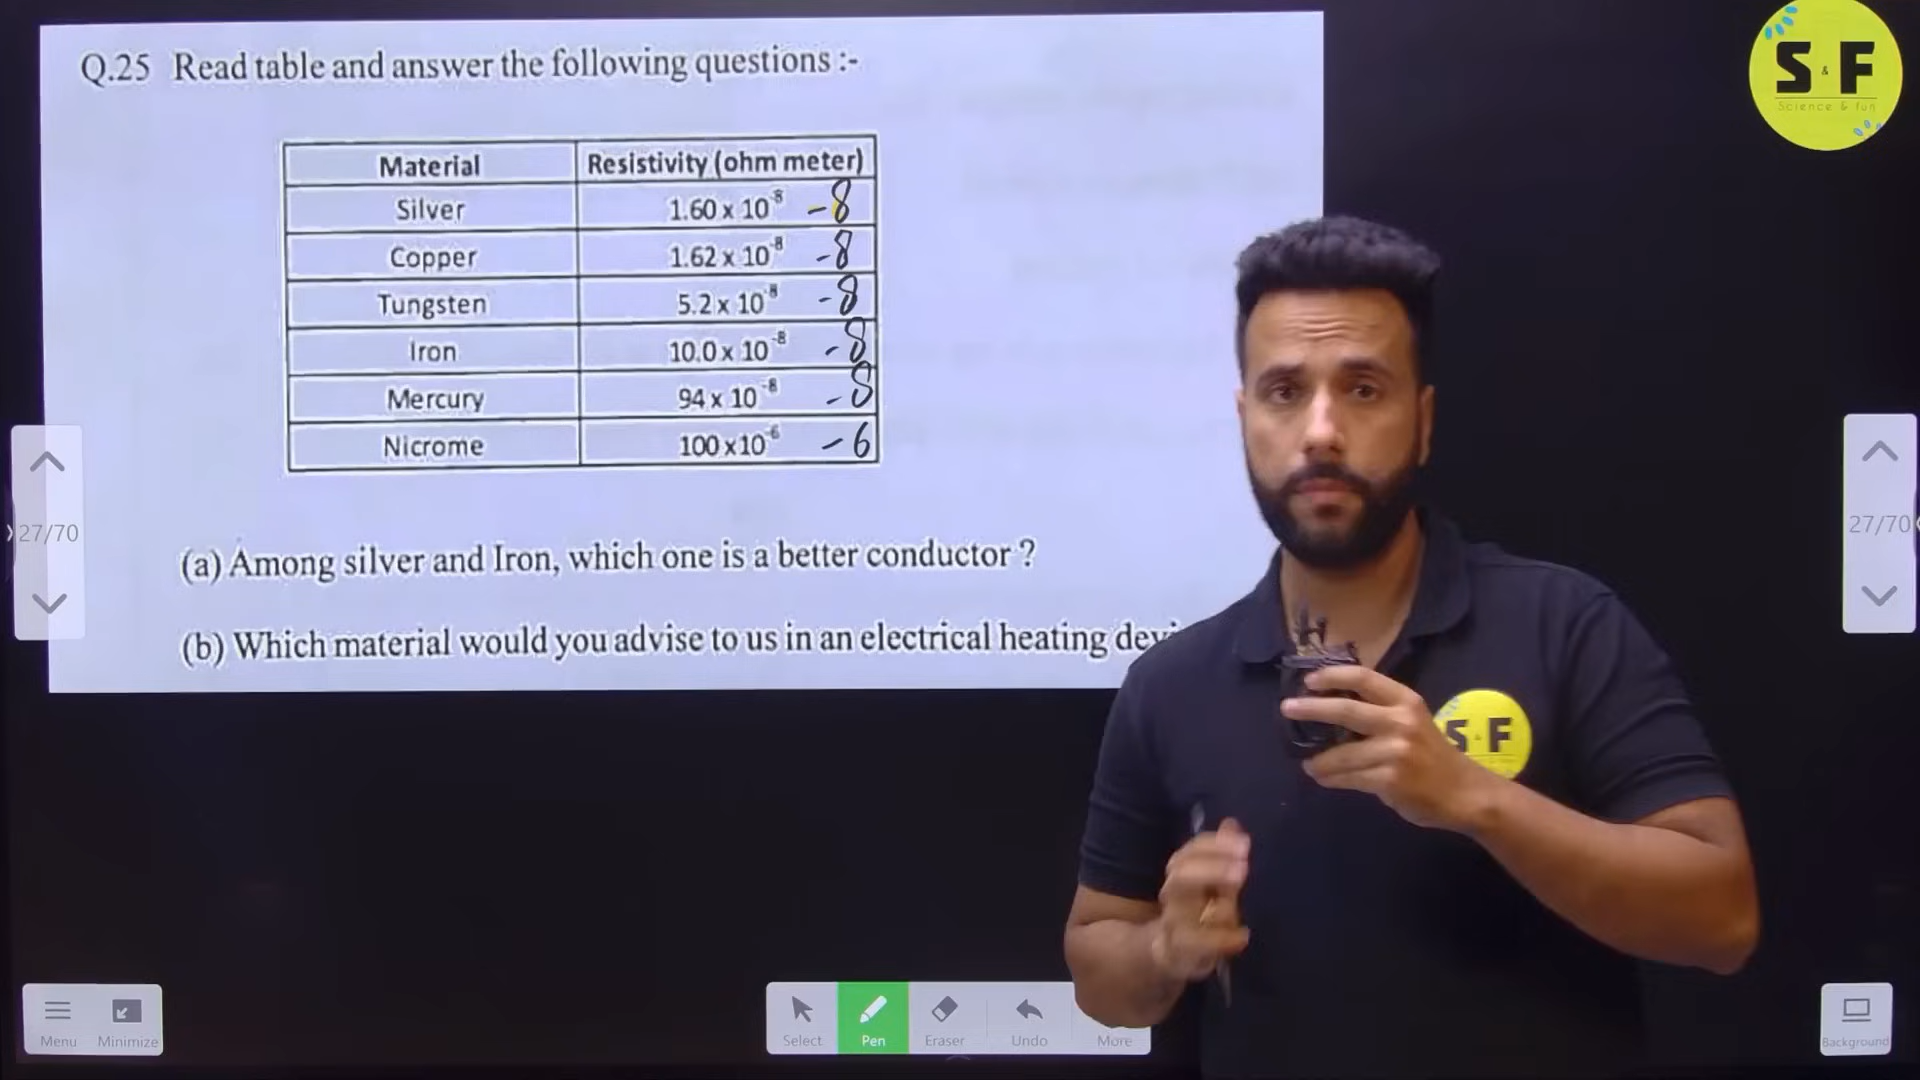 Q.25 Read table and answer the following questions :-
Material Resistivity (ohm meter)
Silver 1.60 x 10⁻⁸ -8
Copper 1.62 x 10⁻⁸ -8
Tungsten 5.2 x 10⁻⁸ -8
Iron 10.0 x 10⁻⁸ -8
Mercury 94 x 10⁻⁸ -8
Nicrome 100 x10⁻⁶ -6
(a) Among silver and Iron, which one is a better conductor ?
(b) Which material would you advise to us in an electrical heating
27/70
27/70
S & F
Science & fun
S & F
Menu Minimize
Select Pen Eraser Undo More
Background